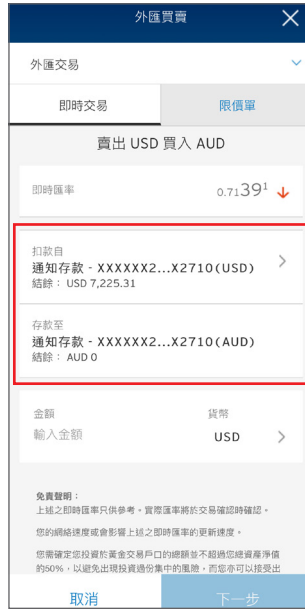 外匯買賣
外匯交易
即時交易
限價單
賣出 USD 買入 AUD
即時匯率
0.7139¹
扣款自
通知存款 - XXXXXX2...X2710(USD)
結餘： USD 7,225.31
存款至
通知存款 - XXXXXX2...X2710(AUD)
結餘： AUD 0
金額
貨幣
輸入金額
USD
免責聲明：
上述之即時匯率只供參考。實際匯率將於交易確認時確認。
您的網絡速度或會影響上述之即時匯率的更新速度。
您需確定您投資於黃金交易戶口的總額並不超過您總資產淨值
的50%，以避免出現投資過份集中的風險，而您亦可以接受出
取消
下一步